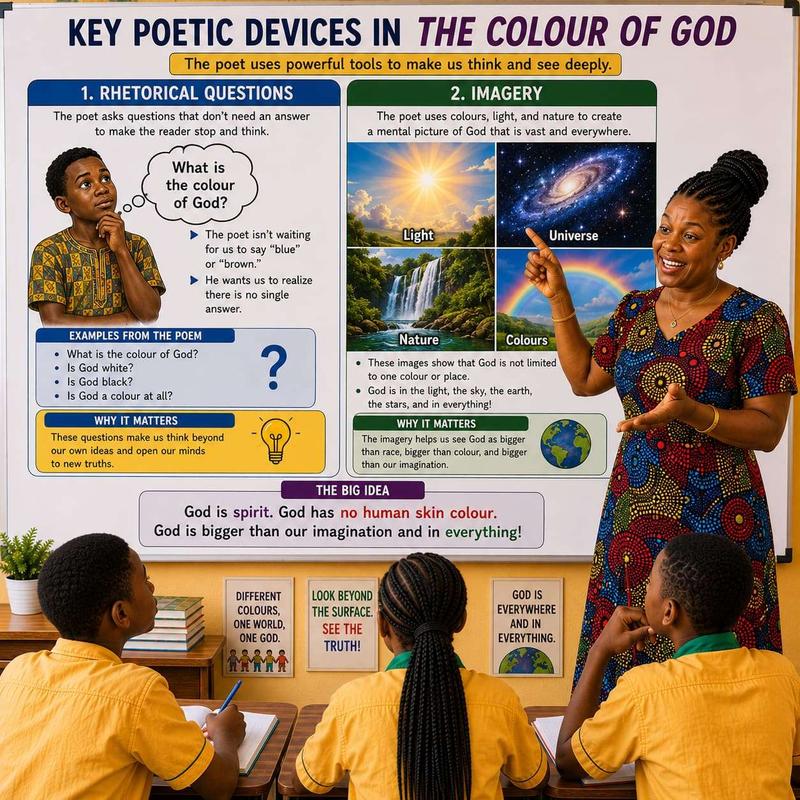 KEY POETIC DEVICES IN THE COLOUR OF GOD
The poet uses powerful tools to make us think and see deeply.
1. RHETORICAL QUESTIONS
The poet asks questions that don't need an answer
to make the reader stop and think.
What is
the colour
of God?
▶ The poet isn't waiting
for us to say "blue"
or "brown."
▶ He wants us to realize
there is no single
answer.
EXAMPLES FROM THE POEM
• What is the colour of God?
• Is God white?
• Is God black?
• Is God a colour at all?
?
WHY IT MATTERS
These questions make us think beyond
our own ideas and open our minds
to new truths.
2. IMAGERY
The poet uses colours, light, and nature to create
a mental picture of God that is vast and everywhere.
Light
Universe
Nature
Colours
• These images show that God is not limited
to one colour or place.
• God is in the light, the sky, the earth,
the stars, and in everything!
WHY IT MATTERS
The imagery helps us see God as bigger
than race, bigger than colour, and bigger
than our imagination.
THE BIG IDEA
God is spirit. God has no human skin colour.
God is bigger than our imagination and in everything!
DIFFERENT
COLOURS,
ONE WORLD,
ONE GOD.
LOOK BEYOND
THE SURFACE.
SEE THE
TRUTH!
GOD IS
EVERYWHERE
AND IN
EVERYTHING.